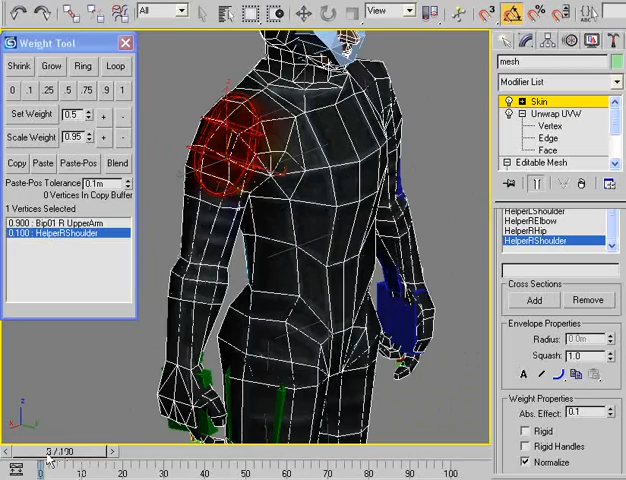 All
View
3
%
Weight Tool
Shrink Grow Ring Loop
0 .1 .25 .5 .75 .9 1
Set Weight 0.5 + -
Scale Weight 0.95 + -
Copy Paste Paste-Pos Blend
Paste-Pos Tolerance 0.1m
0 Vertices In Copy Buffer
1 Vertices Selected
0.900 : Bip01 R UpperArm
0.100 : HelperRShoulder
mesh
Modifier List
Skin
Unwrap UVW
Vertex
Edge
Face
Editable Mesh
HelperLShoulder
HelperRElbow
HelperRHip
HelperRShoulder
Cross Sections
Add Remove
Envelope Properties
Radius: 0.0m
Squash: 1.0
A
Weight Properties
Abs. Effect: 0.1
Rigid
Rigid Handles
Normalize
z
x
y
< / 100 >
0 10 20 30 40 50 60 70 80 90 100